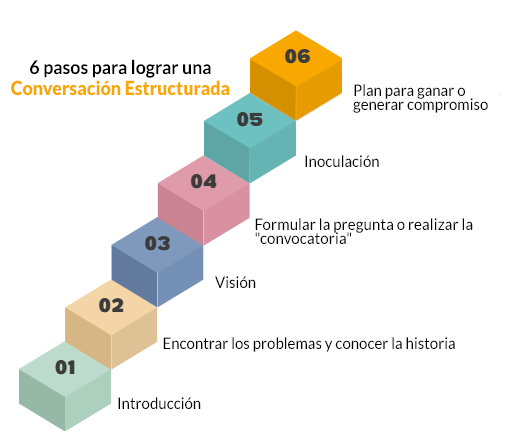 6 pasos para lograr una
Conversación Estructurada
06
Plan para ganar o
generar compromiso
05
Inoculación
04
Formular la pregunta o realizar la
"convocatoria"
03
Visión
02
Encontrar los problemas y conocer la historia
01
Introducción